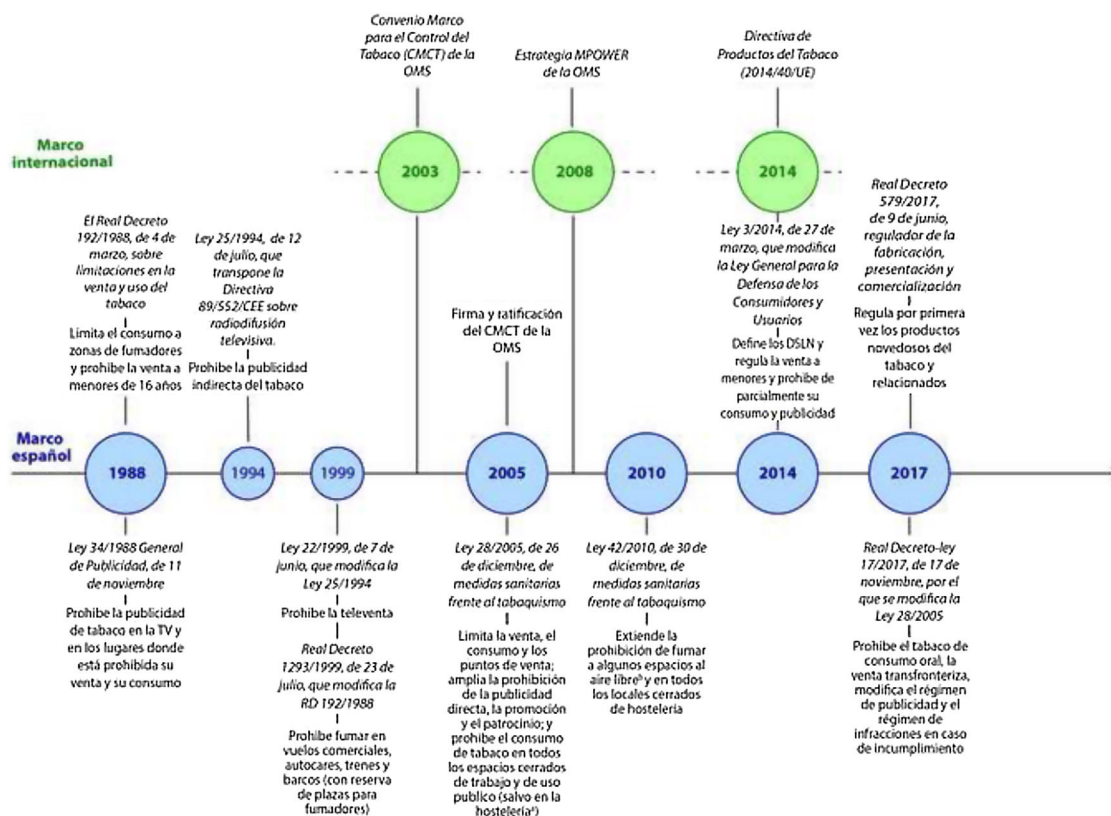 Convenio Marco
para el Control del
Tabaco (CMCT) de la
OMS
Estrategia MPOWER
de la OMS
Directiva de
Productos del Tabaco
(2014/40/UE)
Marco
internacional
2003
2008
2014
El Real Decreto
192/1988, de 4 de
marzo, sobre
limitaciones en la
venta y uso del
tabaco
Limita el consumo a
zonas de fumadores
y prohibe la venta a
menores de 16 años
Ley 25/1994, de 12
de julio, que
transpone la
Directiva
89/552/CEE sobre
radiodifusión
televisiva.
Prohibe la publicidad
indirecta del tabaco
Firma y ratificación
del CMCT de la
OMS
Ley 3/2014, de 27 de
marzo, que modifica
la Ley General para la
Defensa de los
Consumidores y
Usuarios
Define los DSLN y
regula la venta a
menores y prohibe de
parcialmente su
consumo y publicidad
Real Decreto
579/2017,
de 9 de junio,
regulador de la
fabricación,
presentación y
comercialización
Regula por primera
vez los productos
novedosos del
tabaco y
relacionados
Marco
español
1988
1994
1999
2005
2010
2014
2017
Ley 34/1988 General
de Publicidad, de 11
de noviembre
Prohibe la publicidad
de tabaco en la TV y
en los lugares donde
está prohibida su
venta y su consumo
Ley 22/1999, de 7 de
junio, que modifica la
Ley 25/1994
Prohibe la televenta
Real Decreto
1293/1999, de 23 de
julio, que modifica la
RD 192/1988
Prohibe fumar en
vuelos comerciales,
autocares, trenes y
barcos (con reserva
de plazas para
fumadores)
Ley 28/2005, de 26
de diciembre, de
medidas sanitarias
frente al tabaquismo
Limita la venta, el
consumo y los
puntos de venta;
amplia la prohibición
de la publicidad
directa, la promoción
y el patrocinio; y
prohibe el consumo
de tabaco en todos
los espacios cerrados
de trabajo y de uso
publico (salvo en la
hostelería<sup>a</sup>)
Ley 42/2010, de 30 de
diciembre, de
medidas sanitarias
frente al tabaquismo
Extiende la
prohibición de fumar
a algunos espacios al
aire libre<sup>b</sup> y en todos
los locales cerrados
de hostelería
Real Decreto-ley
17/2017, de 17 de
noviembre, por el
que se modifica la
Ley 28/2005
Prohibe el tabaco de
consumo oral, la
venta transfronteriza,
modifica el régimen
de publicidad y el
régimen de
infracciones en caso
de incumplimiento